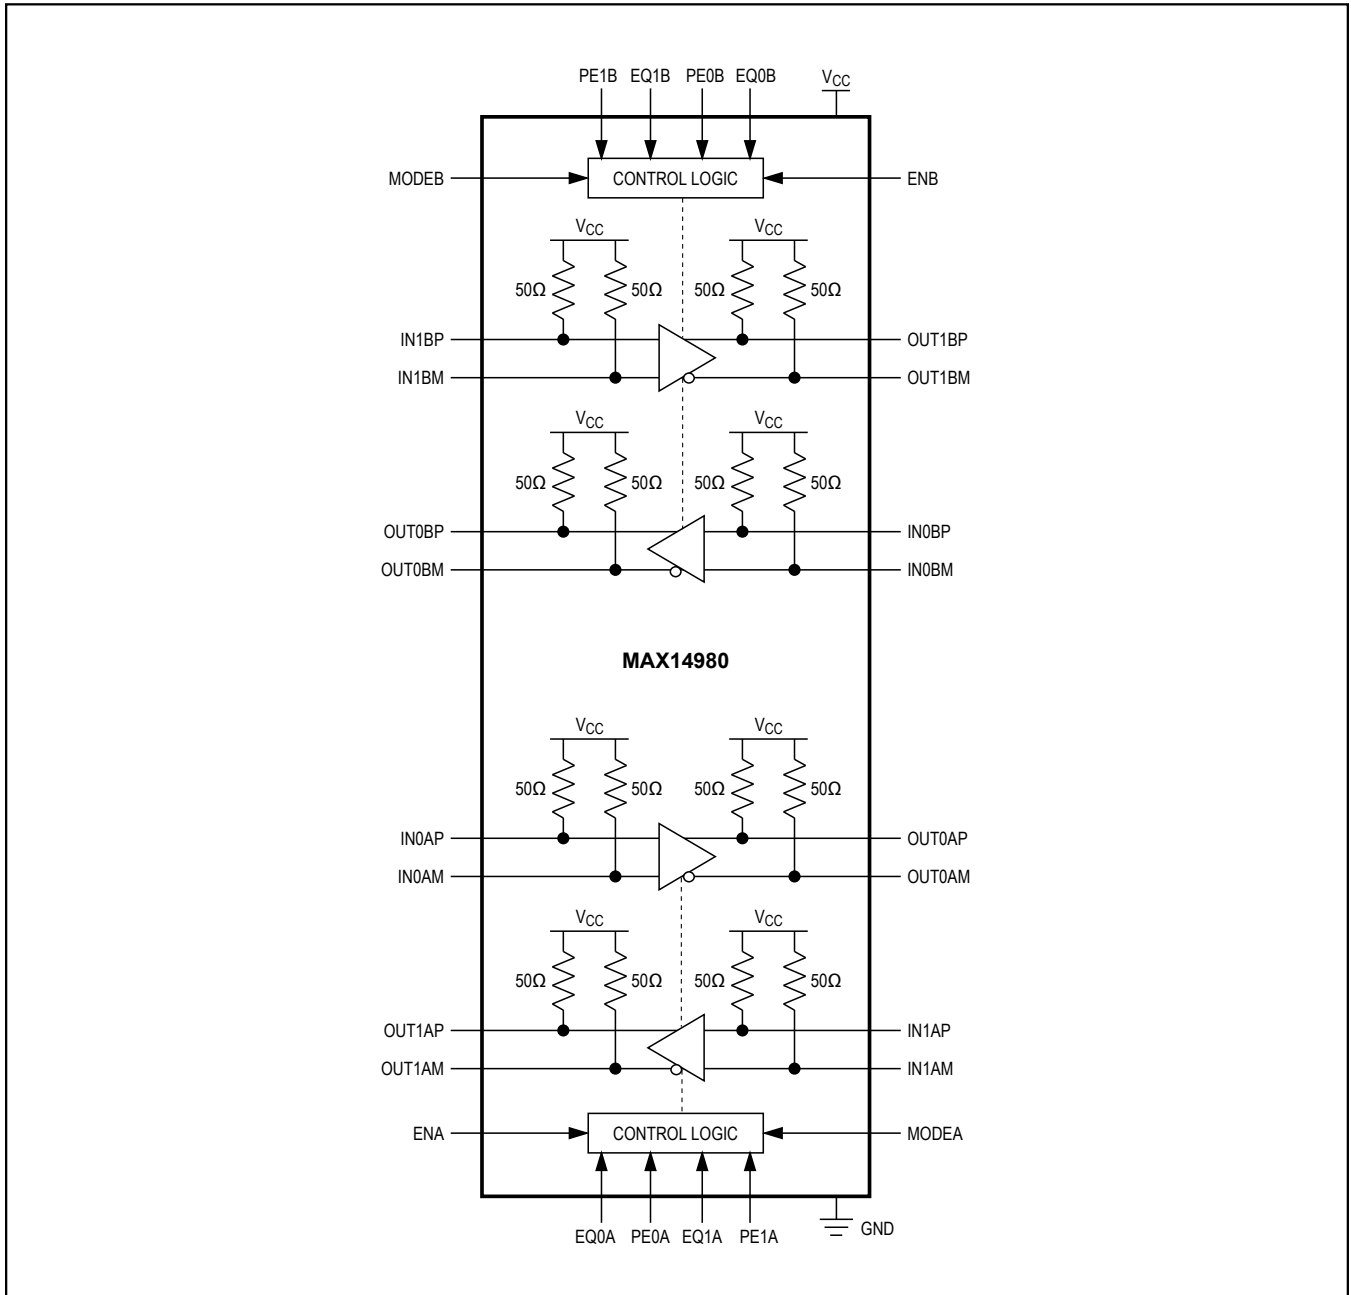 PE1B EQ1B PE0B EQ0B VCC
MODEB CONTROL LOGIC ENB
VCC VCC
50Ω 50Ω 50Ω 50Ω
IN1BP OUT1BP
IN1BM OUT1BM
VCC VCC
50Ω 50Ω 50Ω 50Ω
OUT0BP IN0BP
OUT0BM IN0BM
MAX14980
VCC VCC
50Ω 50Ω 50Ω 50Ω
IN0AP OUT0AP
IN0AM OUT0AM
VCC VCC
50Ω 50Ω 50Ω 50Ω
OUT1AP IN1AP
OUT1AM IN1AM
ENA CONTROL LOGIC MODEA
EQ0A PE0A EQ1A PE1A GND